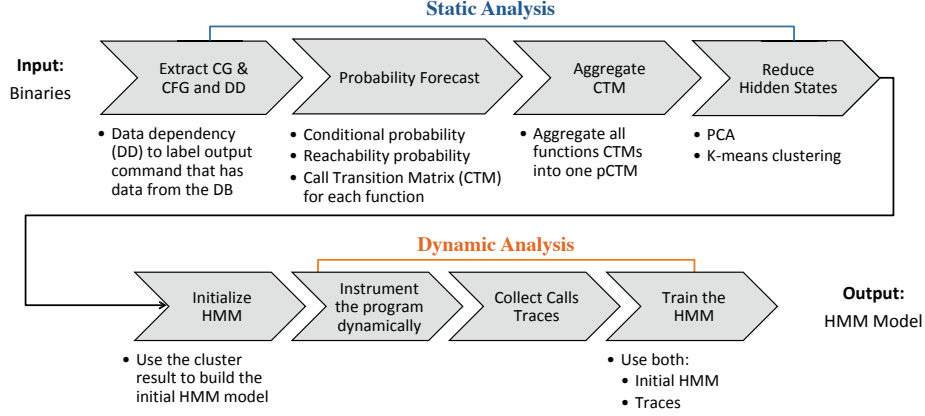 Static Analysis
Input:
Binaries
Extract CG &
CFG and DD
Probability Forecast
Aggregate
CTM
Reduce
Hidden States
• Data dependency
(DD) to label output
command that has
data from the DB
• Conditional probability
• Reachability probability
• Call Transition Matrix (CTM)
for each function
• Aggregate all
functions CTMs
into one pCTM
• PCA
• K-means clustering
Dynamic Analysis
Initialize
HMM
Instrument
the program
dynamically
Collect Calls
Traces
Train the
HMM
Output:
HMM Model
• Use the cluster
result to build the
initial HMM model
• Use both:
• Initial HMM
• Traces